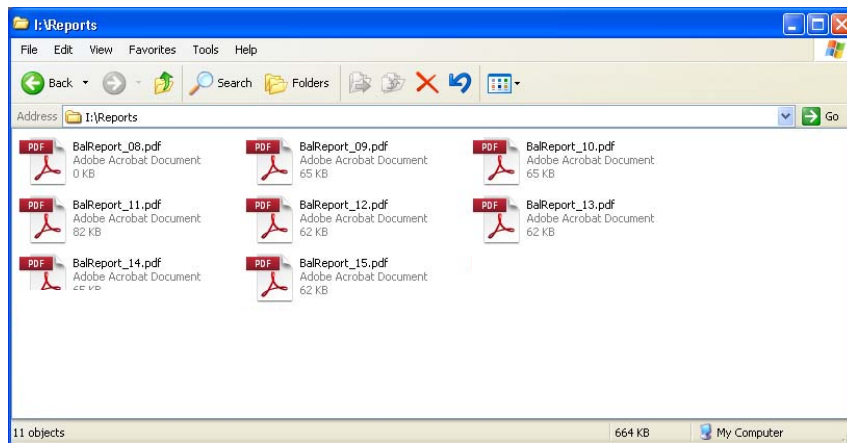 I:\Reports
File Edit View Favorites Tools Help
Back Search Folders
Address I:\Reports Go
PDF BalReport_08.pdf
Adobe Acrobat Document
0 KB
PDF BalReport_09.pdf
Adobe Acrobat Document
65 KB
PDF BalReport_10.pdf
Adobe Acrobat Document
65 KB
PDF BalReport_11.pdf
Adobe Acrobat Document
82 KB
PDF BalReport_12.pdf
Adobe Acrobat Document
62 KB
PDF BalReport_13.pdf
Adobe Acrobat Document
62 KB
PDF BalReport_14.pdf
Adobe Acrobat Document
PDF BalReport_15.pdf
Adobe Acrobat Document
62 KB
11 objects 664 KB My Computer